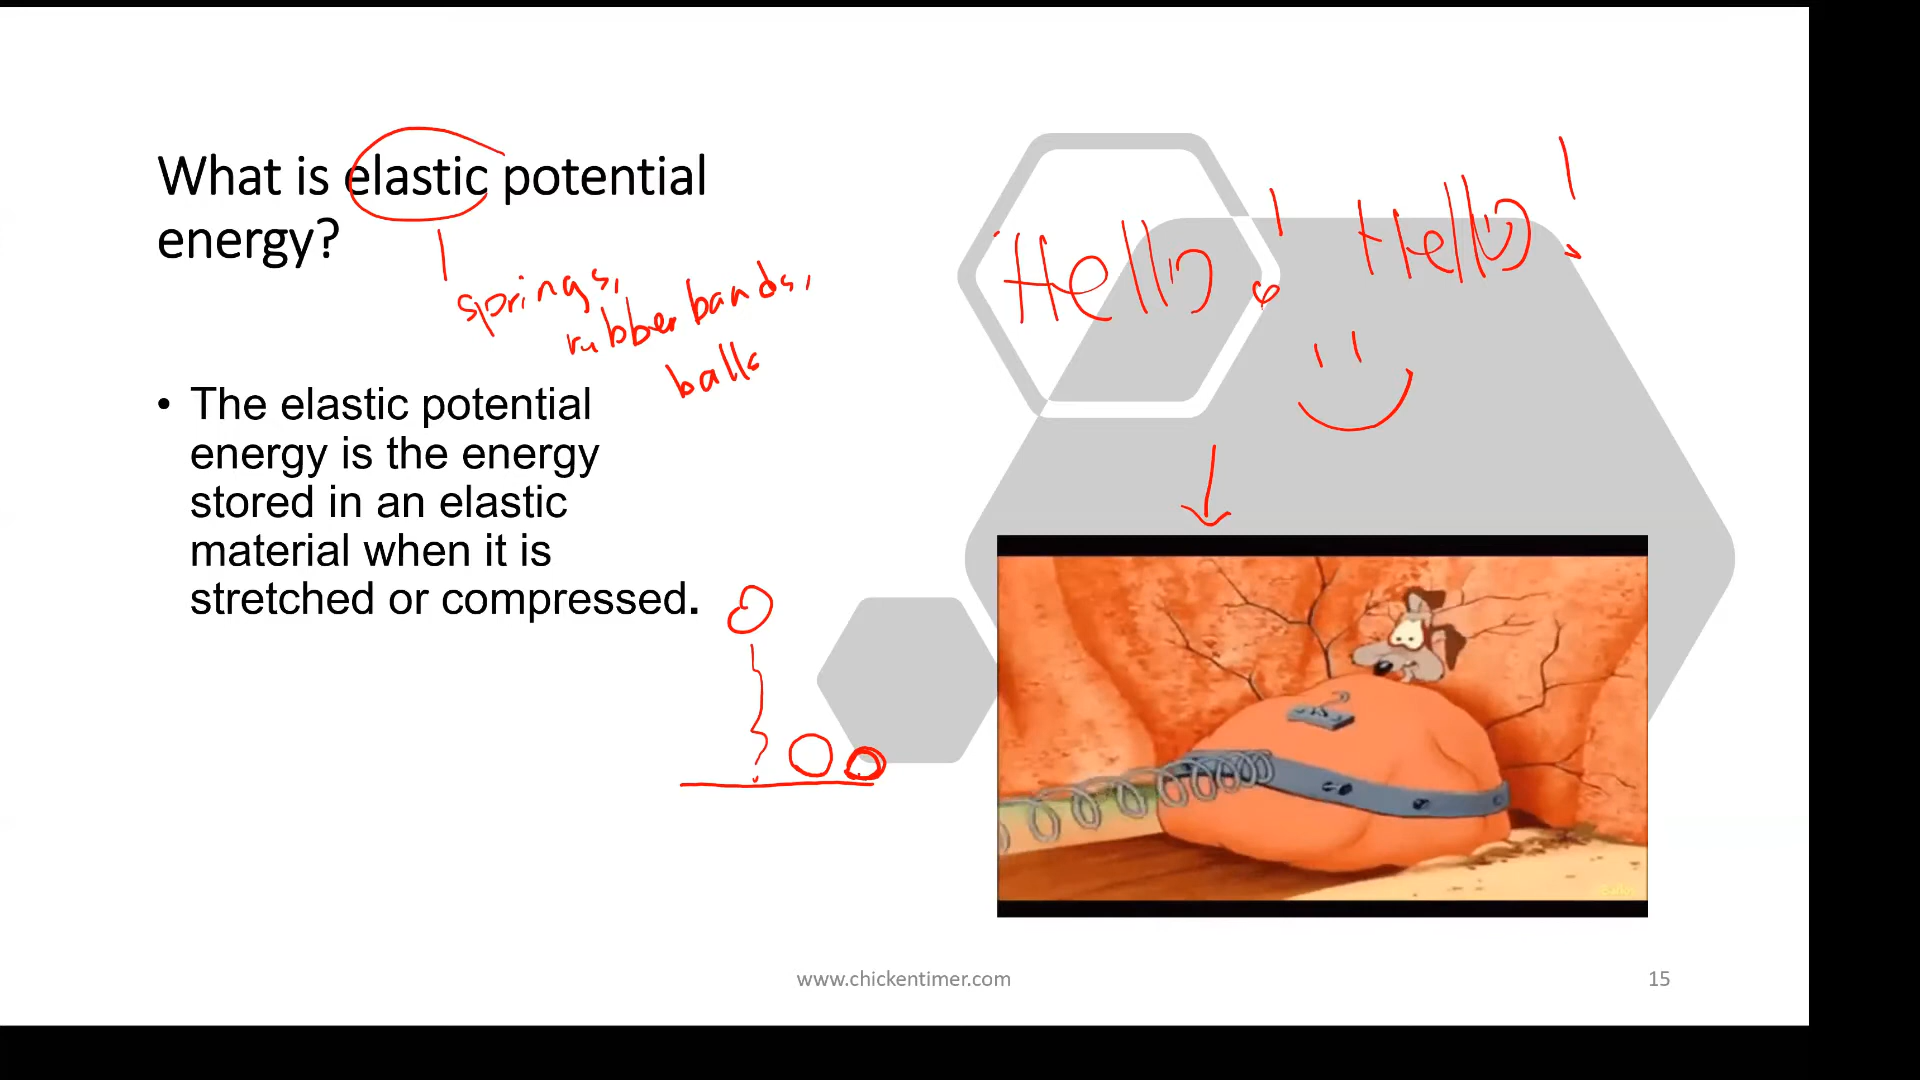 What is elastic potential
energy?
springs,
rubber bands,
balls
Hello! Hello!
• The elastic potential
energy is the energy
stored in an elastic
material when it is
stretched or compressed.
www.chickentimer.com
15